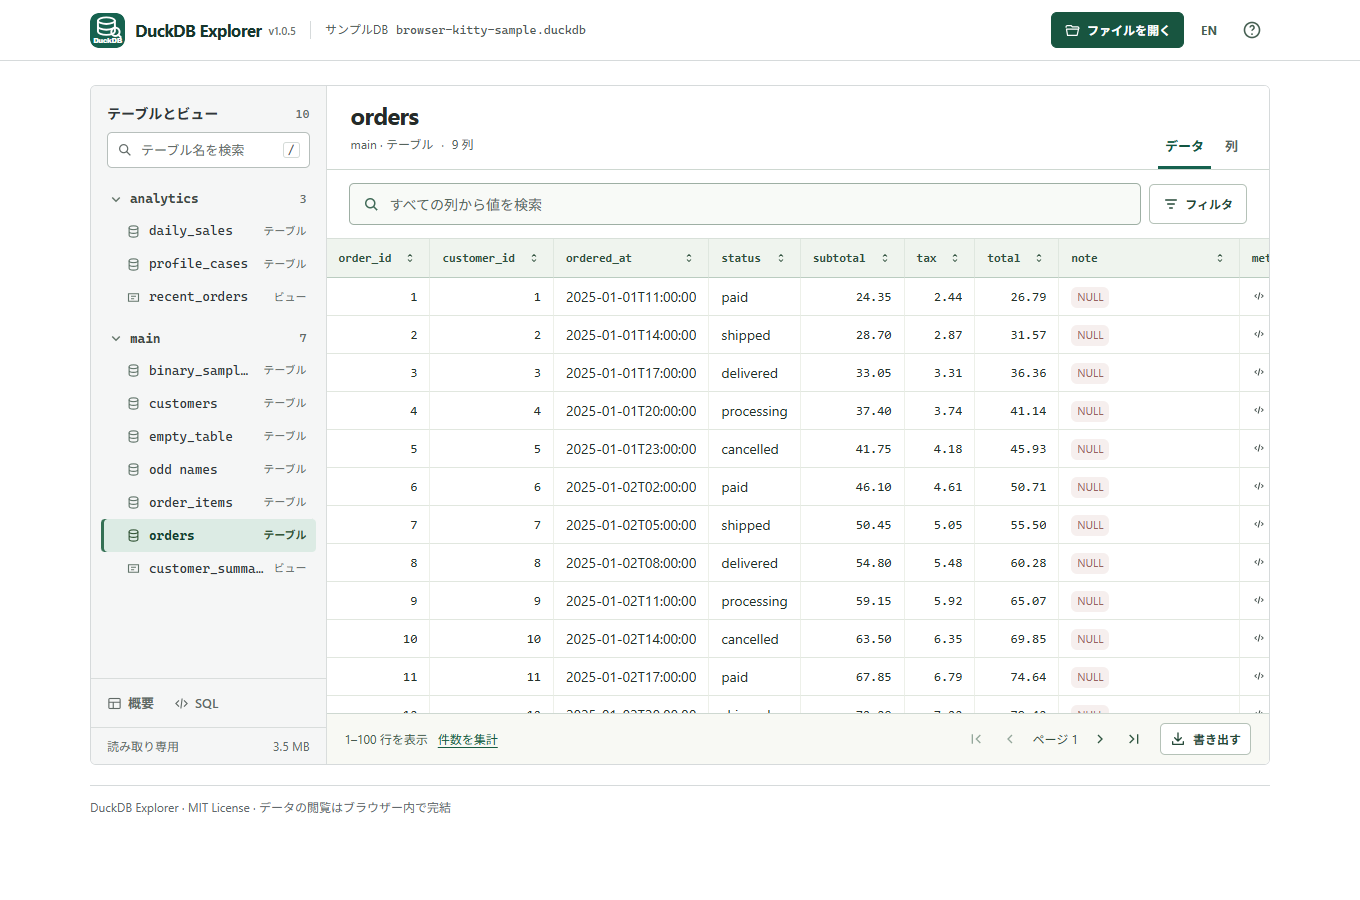 DuckDB
DuckDB Explorer v1.0.5 サンプルDB browser-kitty-sample.duckdb
ファイルを開く EN ?
テーブルとビュー 10
テーブル名を検索 /
analytics 3
daily_sales テーブル
profile_cases テーブル
recent_orders ビュー
main 7
binary_sampl… テーブル
customers テーブル
empty_table テーブル
odd names テーブル
order_items テーブル
orders テーブル
customer_summa… ビュー
概要 SQL
読み取り専用 3.5 MB
orders
main · テーブル · 9 列
データ 列
すべての列から値を検索 フィルタ
order_id customer_id ordered_at status subtotal tax total note met
1 1 2025-01-01T11:00:00 paid 24.35 2.44 26.79 NULL
2 2 2025-01-01T14:00:00 shipped 28.70 2.87 31.57 NULL
3 3 2025-01-01T17:00:00 delivered 33.05 3.31 36.36 NULL
4 4 2025-01-01T20:00:00 processing 37.40 3.74 41.14 NULL
5 5 2025-01-01T23:00:00 cancelled 41.75 4.18 45.93 NULL
6 6 2025-01-02T02:00:00 paid 46.10 4.61 50.71 NULL
7 7 2025-01-02T05:00:00 shipped 50.45 5.05 55.50 NULL
8 8 2025-01-02T08:00:00 delivered 54.80 5.48 60.28 NULL
9 9 2025-01-02T11:00:00 processing 59.15 5.92 65.07 NULL
10 10 2025-01-02T14:00:00 cancelled 63.50 6.35 69.85 NULL
11 11 2025-01-02T17:00:00 paid 67.85 6.79 74.64 NULL
1–100 行を表示 件数を集計 ページ 1 書き出す
DuckDB Explorer · MIT License · データの閲覧はブラウザー内で完結